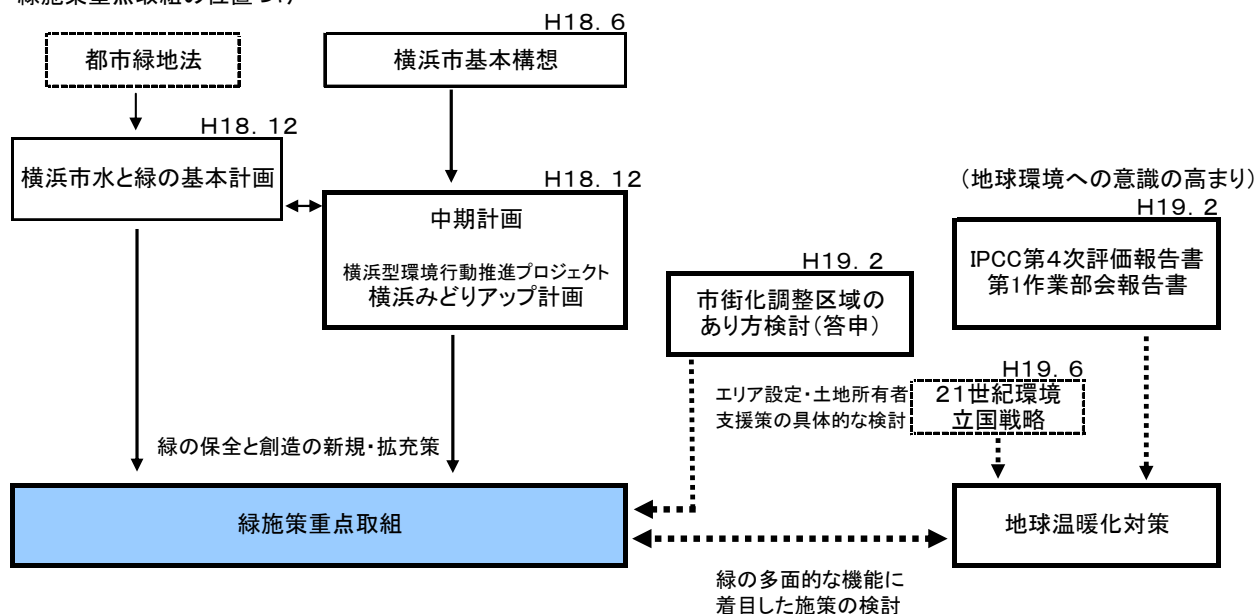 緑施策重点取組の位置づけ
H18.6
都市緑地法
横浜市基本構想
H18.12
横浜市水と緑の基本計画
H18.12
中期計画
横浜型環境行動推進プロジェクト
横浜みどりアップ計画
(地球環境への意識の高まり)
H19.2
IPCC第4次評価報告書
第1作業部会報告書
H19.2
市街化調整区域の
あり方検討(答申)
H19.6
21世紀環境
立国戦略
エリア設定・土地所有者
支援策の具体的な検討
緑の保全と創造の新規・拡充策
緑施策重点取組
地球温暖化対策
緑の多面的な機能に
着目した施策の検討